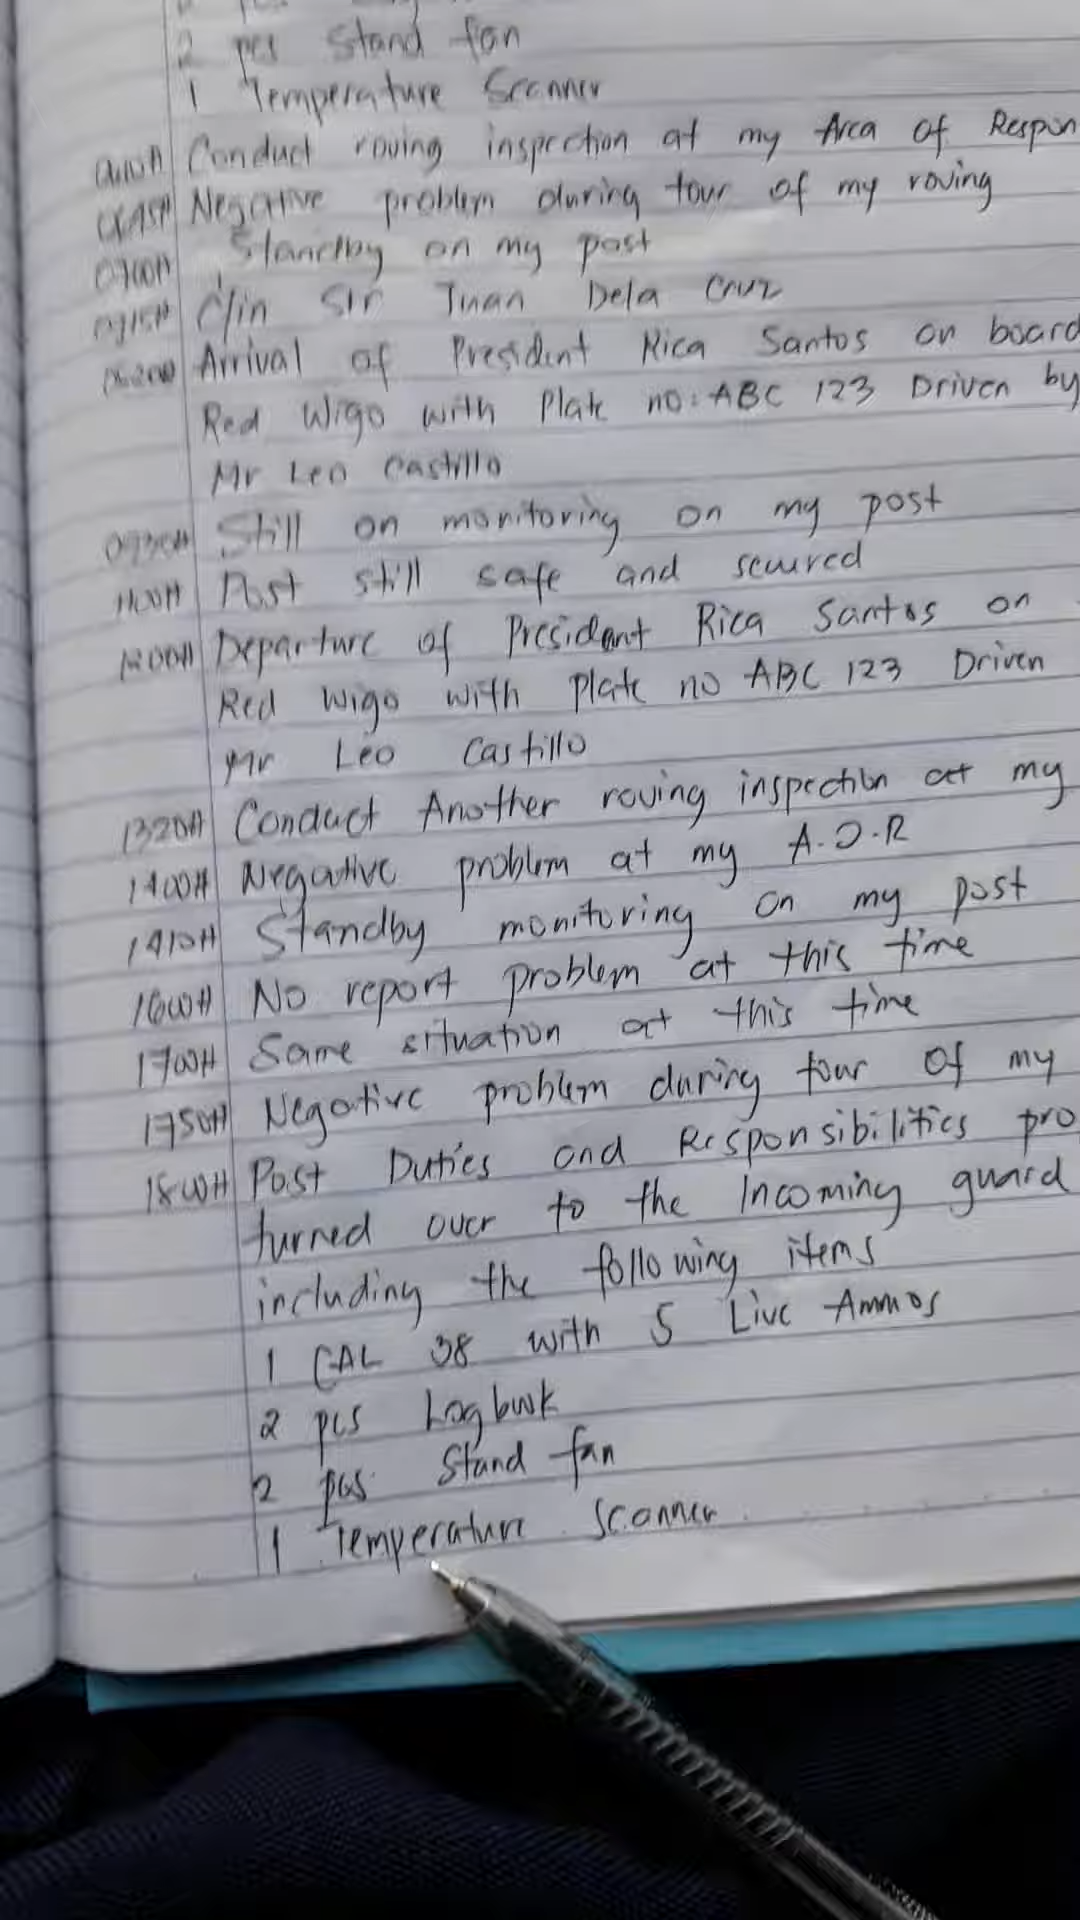 2 pcs Stand fan
1 Temperature Scanner
Conduct roving inspection at my Area of Respon
Negative problem during tour of my roving
0700H Standby on my post
C/in Sir Juan Dela Cruz
Arrival of President Rica Santos on board
Red Wigo with Plate no: ABC 123 Driven by
Mr Leo Castillo
0930H Still on monitoring on my post
1100H Post still safe and secured
1200H Departure of President Rica Santos on
Red Wigo with Plate no ABC 123 Driven
Mr Leo Castillo
1320H Conduct Another roving inspection at my
1400H Negative problem at my A.O.R
1410H Standby monitoring on my post
1600H No report problem at this time
1700H Same situation at this time
1750H Negative problem during tour of my
1800H Post Duties and Responsibilities pro
turned over to the Incoming guard
including the following items
1 CAL 38 with 5 Live Ammos
2 pcs Logbook
2 pcs Stand fan
1 Temperature Scanner